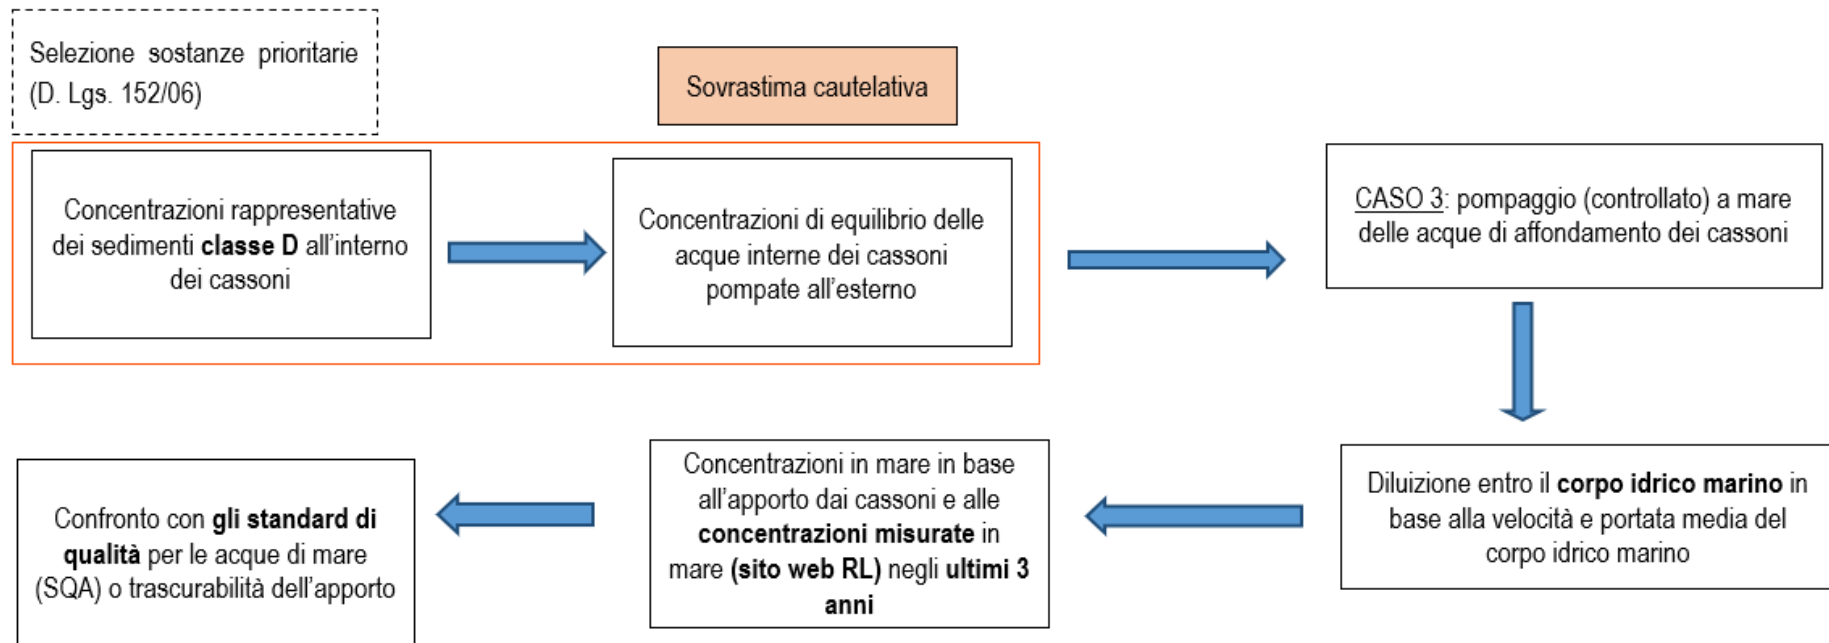 Selezione sostanze prioritarie
(D. Lgs. 152/06)
Sovrastima cautelativa
Concentrazioni rappresentative
dei sedimenti classe D all'interno
dei cassoni
Concentrazioni di equilibrio delle
acque interne dei cassoni
pompate all'esterno
CASO 3: pompaggio (controllato) a mare
delle acque di affondamento dei cassoni
Diluizione entro il corpo idrico marino in
base alla velocità e portata media del
corpo idrico marino
Concentrazioni in mare in base
all'apporto dai cassoni e alle
concentrazioni misurate in
mare (sito web RL) negli ultimi 3
anni
Confronto con gli standard di
qualità per le acque di mare
(SQA) o trascurabilità dell'apporto